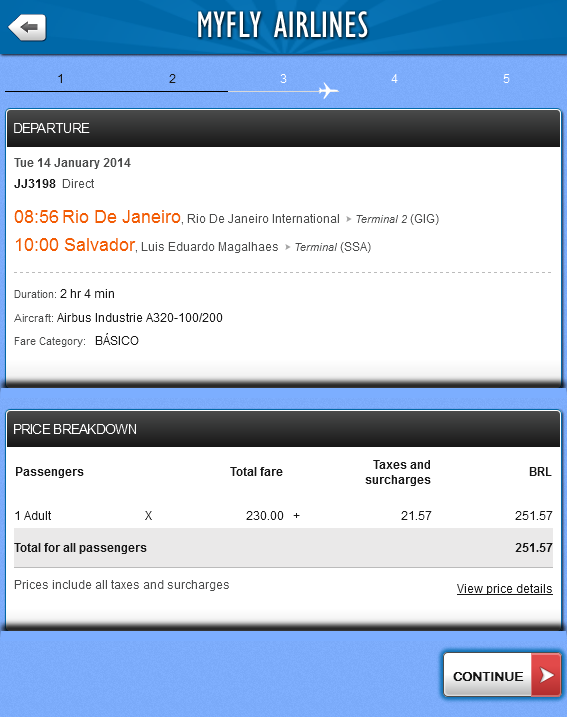 MYFLY AIRLINES
1 2 3 4 5
DEPARTURE
Tue 14 January 2014
JJ3198 Direct
08:56 Rio De Janeiro, Rio De Janeiro International Terminal 2 (GIG)
10:00 Salvador, Luis Eduardo Magalhaes Terminal (SSA)
Duration: 2 hr 4 min
Aircraft: Airbus Industrie A320-100/200
Fare Category: BÁSICO
PRICE BREAKDOWN
Passengers Total fare Taxes and surcharges BRL
1 Adult X 230.00 + 21.57 251.57
Total for all passengers 251.57
Prices include all taxes and surcharges View price details
CONTINUE